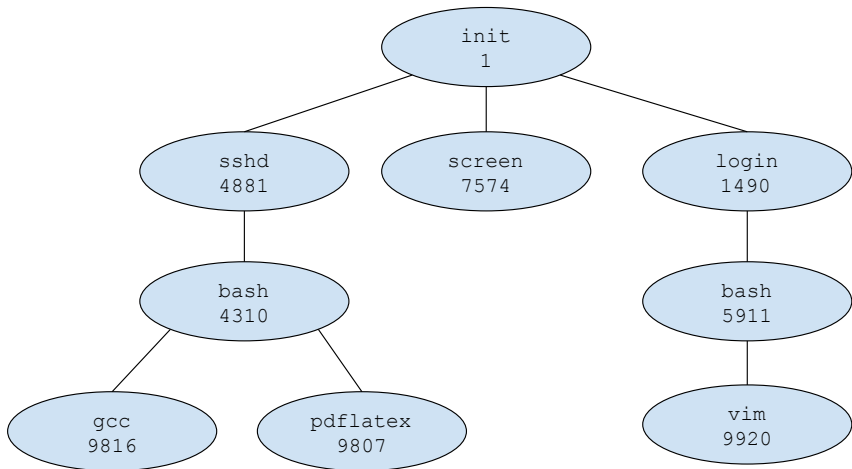 init
1
sshd
4881
screen
7574
login
1490
bash
4310
bash
5911
gcc
9816
pdflatex
9807
vim
9920